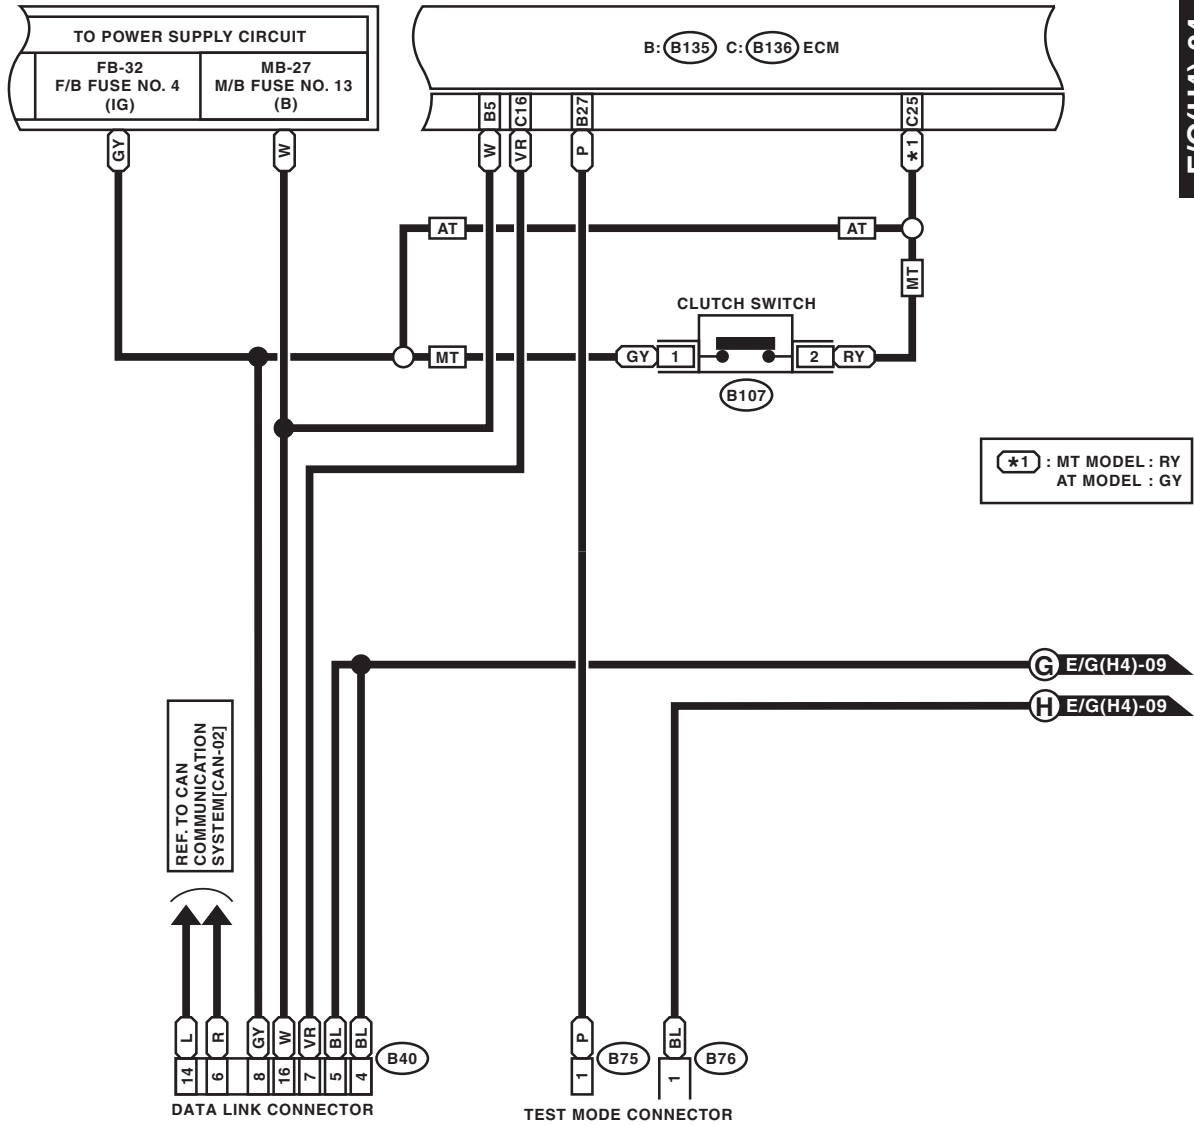 TO POWER SUPPLY CIRCUIT
FB-32
F/B FUSE NO. 4
(IG)
MB-27
M/B FUSE NO. 13
(B)
B: B135 C: B136 ECM
B5
C16
B27
C25
GY
W
W
VR
P
*1
AT
AT
MT
CLUTCH SWITCH
MT
GY
1
2
RY
B107
*1 : MT MODEL : RY
AT MODEL : GY
G E/G(H4)-09
H E/G(H4)-09
REF. TO CAN
COMMUNICATION
SYSTEM[CAN-02]
L
R
GY
W
VR
BL
BL
P
BL
14
6
8
16
7
5
4
B40
1
B75
1
B76
DATA LINK CONNECTOR
TEST MODE CONNECTOR